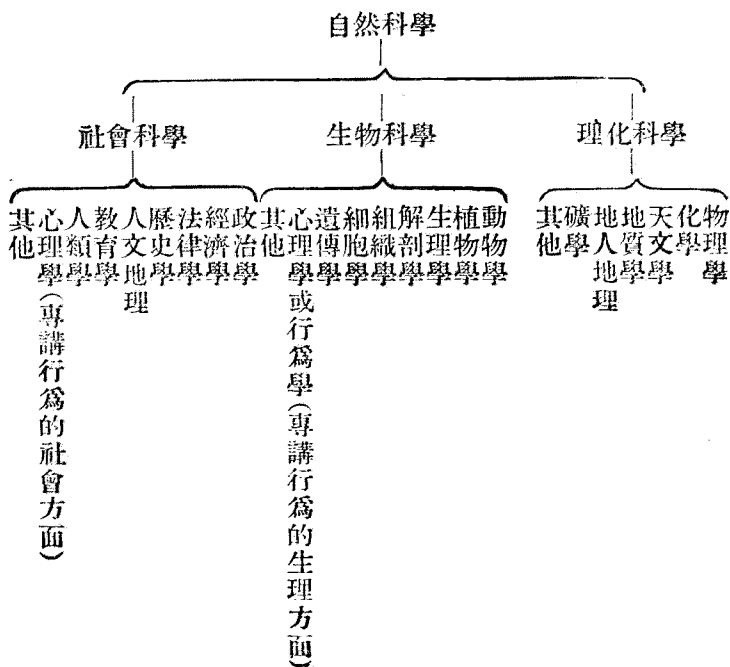 自然科學
理化科學
生物科學
社會科學
物理學
化學
天文學
地質學
地人地理
礦學
其他
動物學
植物學
生理學
解剖學
組織學
細胞學
遺傳學
心理學或行爲學(專講行爲的生理方面)
其他
政治學
經濟學
法律學
歷史學
人文地理
教育學
人類學
心理學(專講行爲的社會方面)
其他